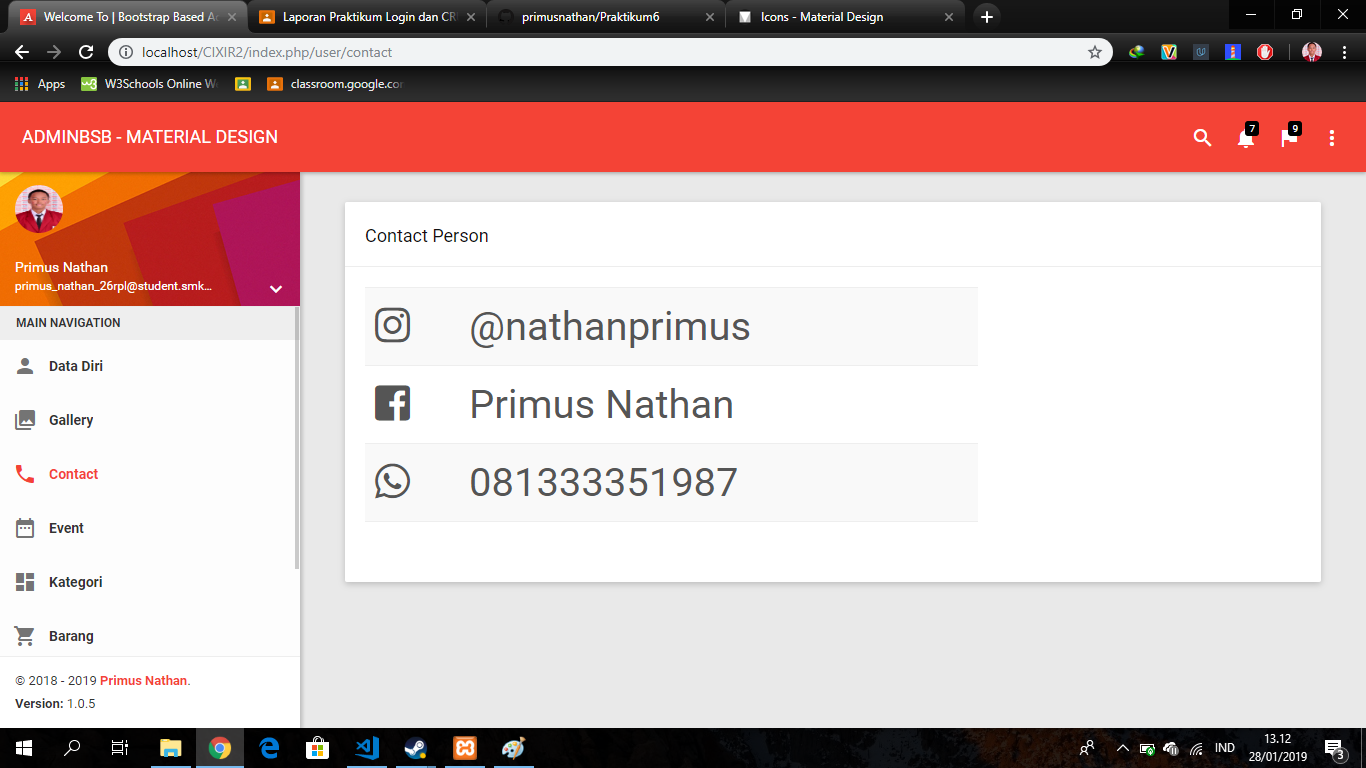 Welcome To | Bootstrap Based Ad
Laporan Praktikum Login dan CR
primusnathan/Praktikum6
Icons - Material Design
localhost/CIXIR2/index.php/user/contact
Apps
W3Schools Online W
classroom.google.co
ADMINBSB - MATERIAL DESIGN
7
9
Primus Nathan
primus_nathan_26rpl@student.smk...
MAIN NAVIGATION
Data Diri
Gallery
Contact
Event
Kategori
Barang
© 2018 - 2019 Primus Nathan.
Version: 1.0.5
Contact Person
@nathanprimus
Primus Nathan
081333351987
IND
13.12
28/01/2019
3